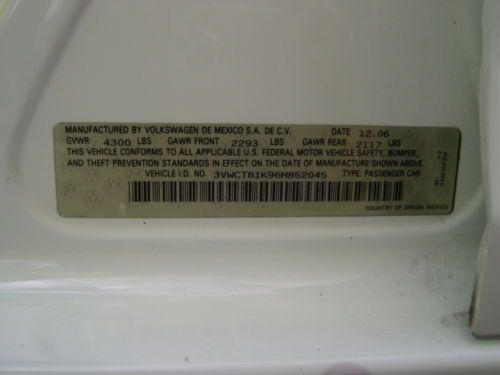 MANUFACTURED BY VOLKSWAGEN DE MEXICO S.A. DE C.V. DATE 12.06
GVWR 4300 LBS GAWR FRONT 2293 LBS GAWR REAR 2117 LBS
THIS VEHICLE CONFORMS TO ALL APPLICABLE U.S. FEDERAL MOTOR VEHICLE SAFETY, BUMPER,
AND THEFT PREVENTION STANDARDS IN EFFECT ON THE DATE OF MANUFACTURE SHOWN ABOVE.
VEHICLE I.D. NO. 3VWCT81K96M852045 TYPE: PASSENGER CAR
COUNTRY OF ORIGIN: MEXICO